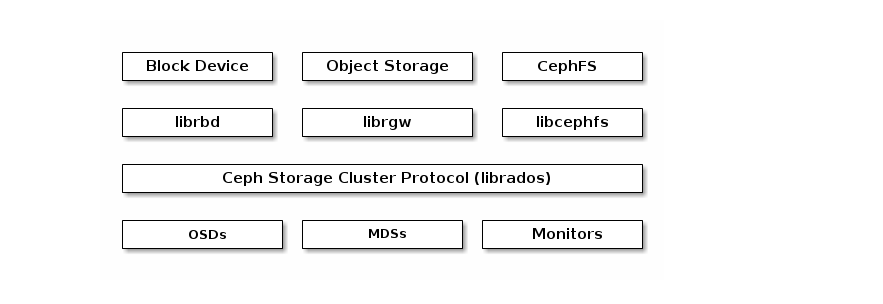 Block Device
Object Storage
CephFS
librbd
librgw
libcephfs
Ceph Storage Cluster Protocol (librados)
OSDs
MDSs
Monitors